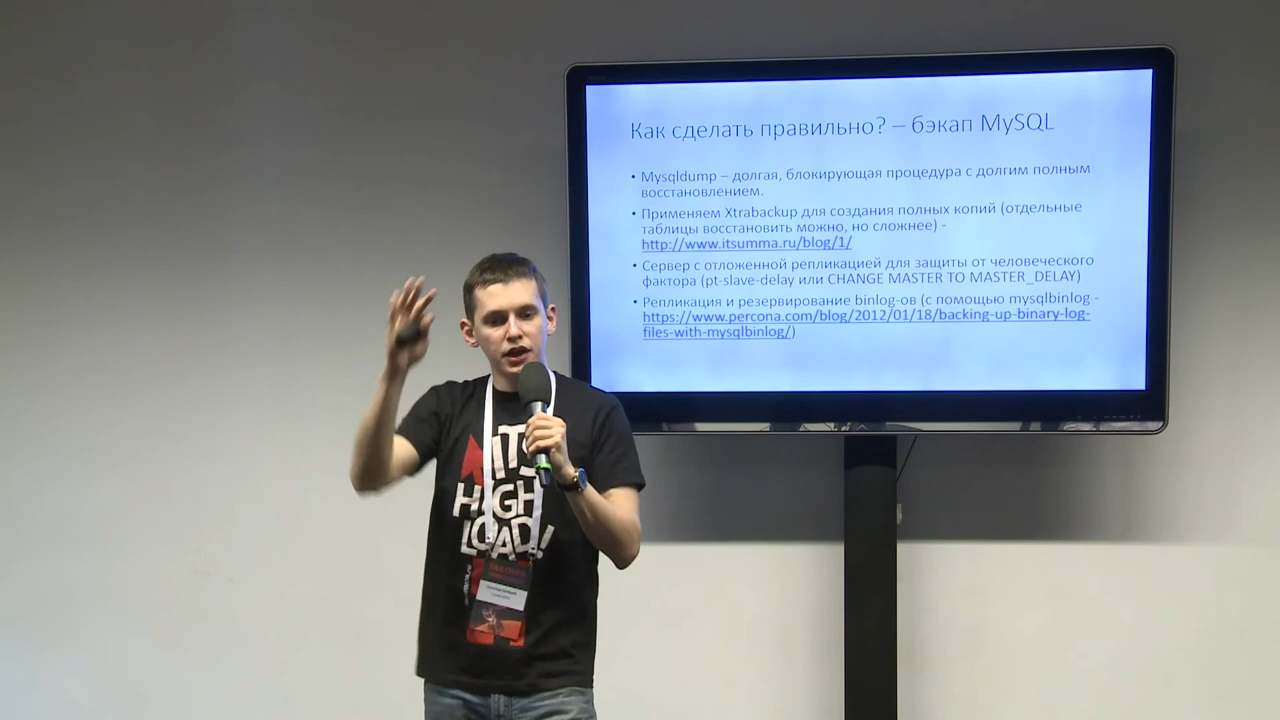 Как сделать правильно? – бэкап MySQL
• Mysqldump – долгая, блокирующая процедура с долгим полным
восстановлением.
• Применяем Xtrabackup для создания полных копий (отдельные
таблицы восстановить можно, но сложнее) -
http://www.itsumma.ru/blog/1/
• Сервер с отложенной репликацией для защиты от человеческого
фактора (pt-slave-delay или CHANGE MASTER TO MASTER_DELAY)
• Репликация и резервирование binlog-ов (с помощью mysqlbinlog -
https://www.percona.com/blog/2012/01/18/backing-up-binary-log-
files-with-mysqlbinlog/)
ITS
HIGH
LOAD!